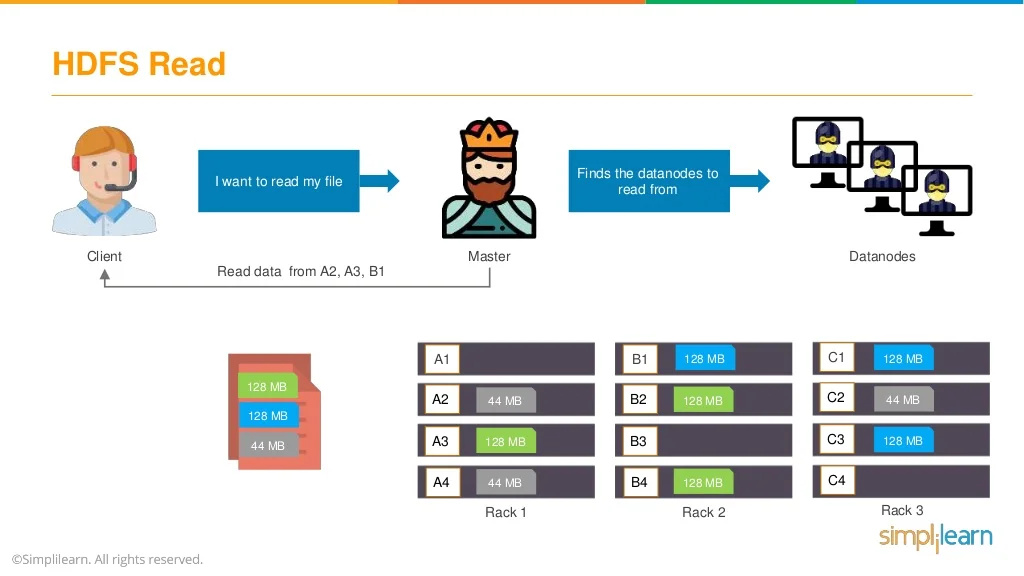 HDFS Read
I want to read my file
Finds the datanodes to
read from
Client
Master
Datanodes
Read data from A2, A3, B1
128 MB
128 MB
44 MB
A1
A2 44 MB
A3 128 MB
A4 44 MB
Rack 1
B1 128 MB
B2 128 MB
B3
B4 128 MB
Rack 2
C1 128 MB
C2 44 MB
C3 128 MB
C4
Rack 3
simplilearn
©Simplilearn. All rights reserved.